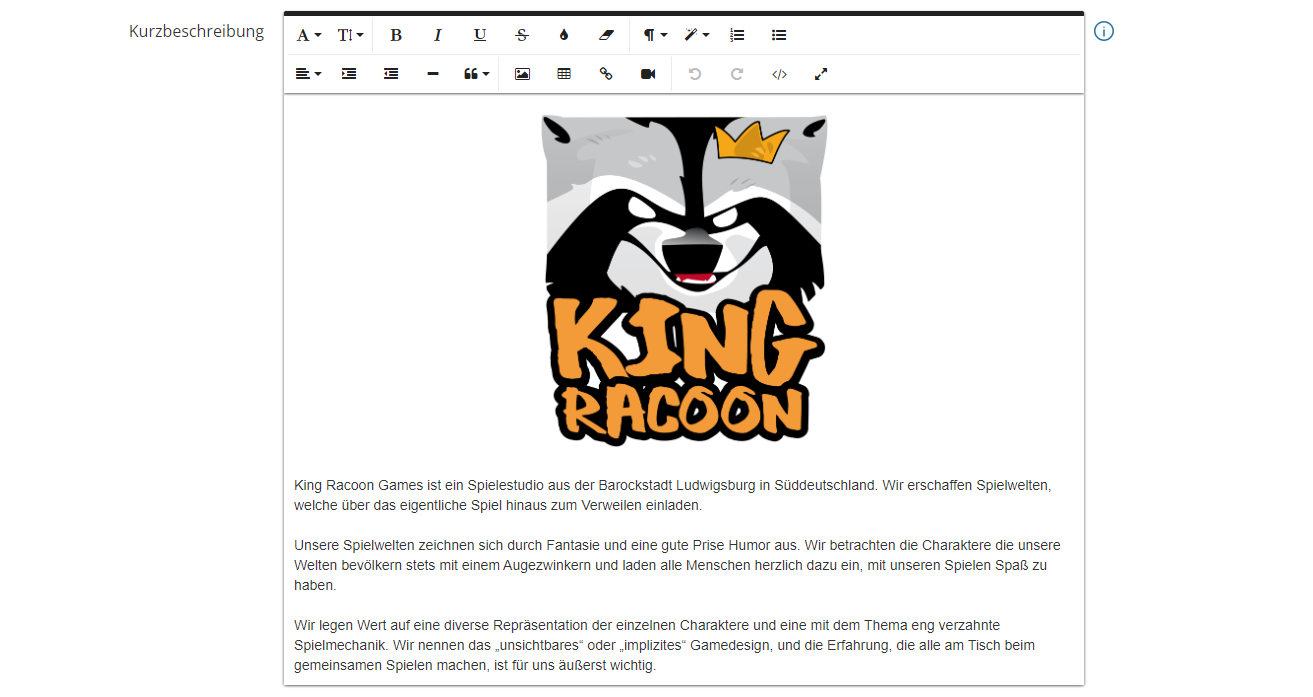 Kurzbeschreibung
A T B I U S
KING
RACOON
King Racoon Games ist ein Spielestudio aus der Barockstadt Ludwigsburg in Süddeutschland. Wir erschaffen Spielwelten,
welche über das eigentliche Spiel hinaus zum Verweilen einladen.
Unsere Spielwelten zeichnen sich durch Fantasie und eine gute Prise Humor aus. Wir betrachten die Charaktere die unsere
Welten bevölkern stets mit einem Augezwinkern und laden alle Menschen herzlich dazu ein, mit unseren Spielen Spaß zu
haben.
Wir legen Wert auf eine diverse Repräsentation der einzelnen Charaktere und eine mit dem Thema eng verzahnte
Spielmechanik. Wir nennen das „unsichtbares“ oder „implizites“ Gamedesign, und die Erfahrung, die alle am Tisch beim
gemeinsamen Spielen machen, ist für uns äußerst wichtig.